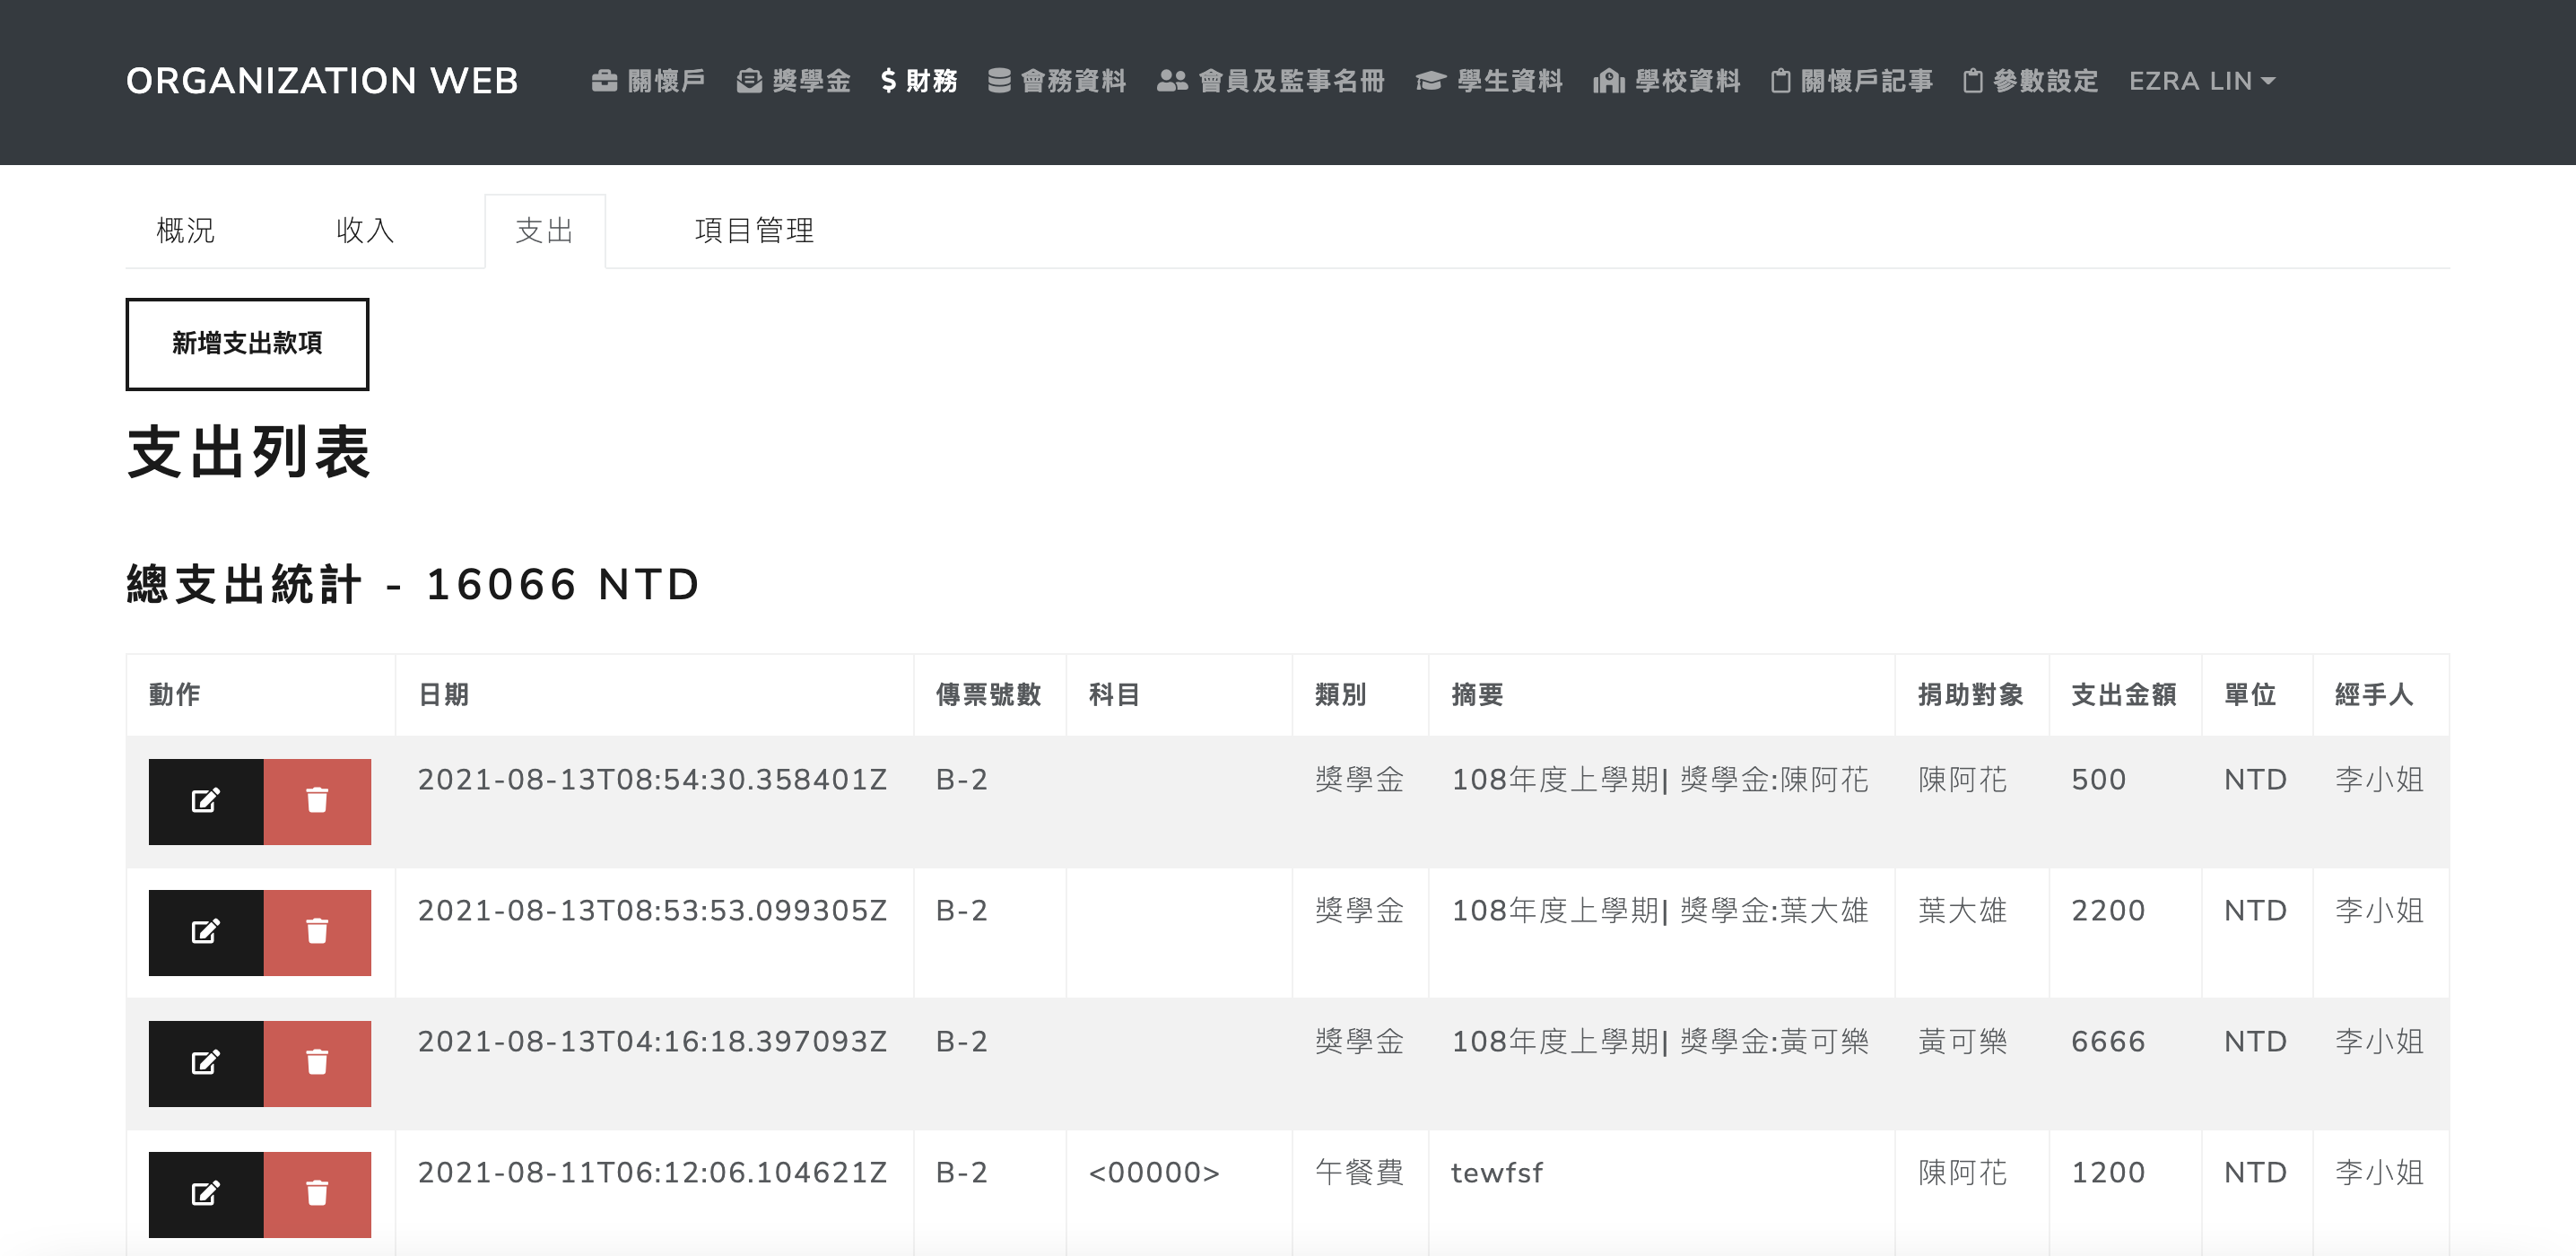 ORGANIZATION WEB 關懷戶 獎學金 $ 財務 會務資料 會員及監事名冊 學生資料 學校資料 關懷戶記事 參數設定 EZRA LIN
概況 收入 支出 項目管理
新增支出款項
支出列表
總支出統計 - 16066 NTD
動作 日期 傳票號數 科目 類別 摘要 捐助對象 支出金額 單位 經手人
2021-08-13T08:54:30.358401Z B-2 獎學金 108年度上學期| 獎學金:陳阿花 陳阿花 500 NTD 李小姐
2021-08-13T08:53:53.099305Z B-2 獎學金 108年度上學期| 獎學金:葉大雄 葉大雄 2200 NTD 李小姐
2021-08-13T04:16:18.397093Z B-2 獎學金 108年度上學期| 獎學金:黃可樂 黃可樂 6666 NTD 李小姐
2021-08-11T06:12:06.104621Z B-2 <00000> 午餐費 tewfsf 陳阿花 1200 NTD 李小姐